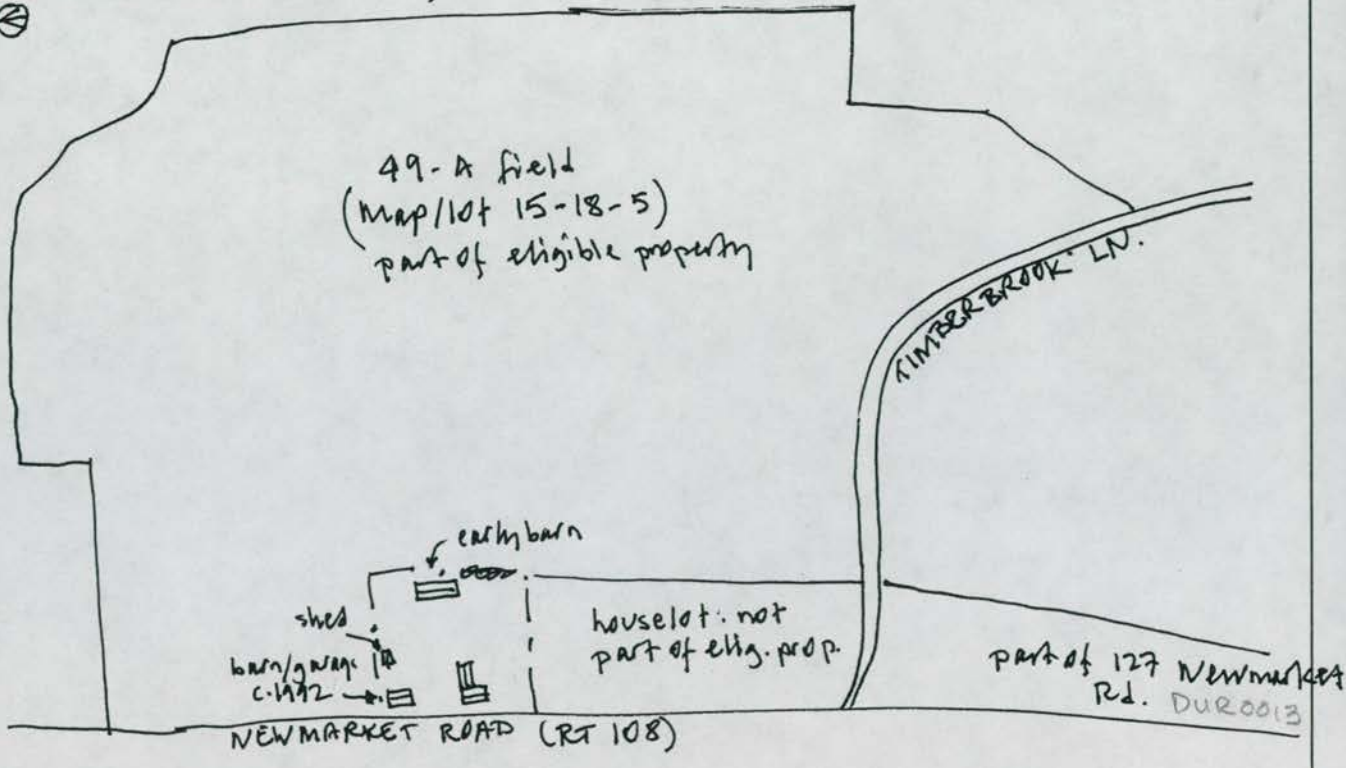 49-A field
(Map/lot 15-18-5)
part of eligible property
TIMBERBROOK LN.
early barn
shed
barn/garage
c.1992
houselot: not
part of elig. prop.
part of 127 Newmarket
Rd.
DUR0013
NEWMARKET ROAD (RT 108)